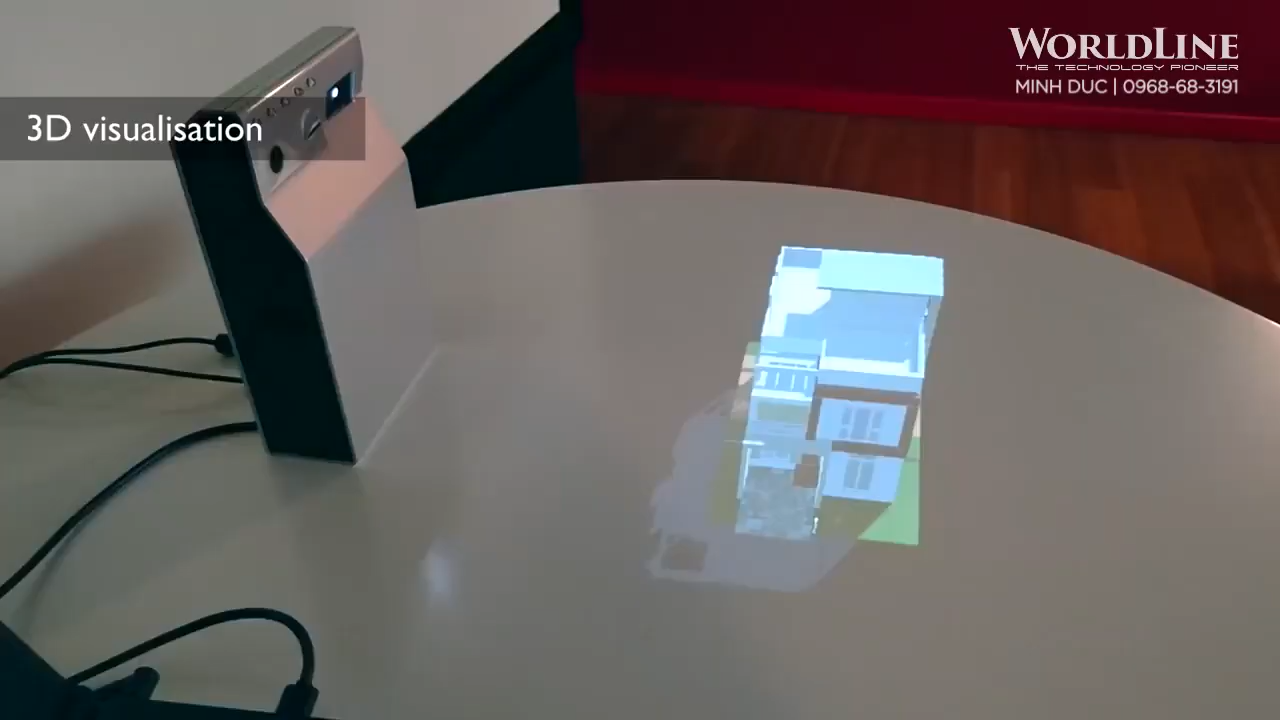 WORLDLINE
THE TECHNOLOGY PIONEER
MINH DUC | 0968-68-3191
3D visualisation